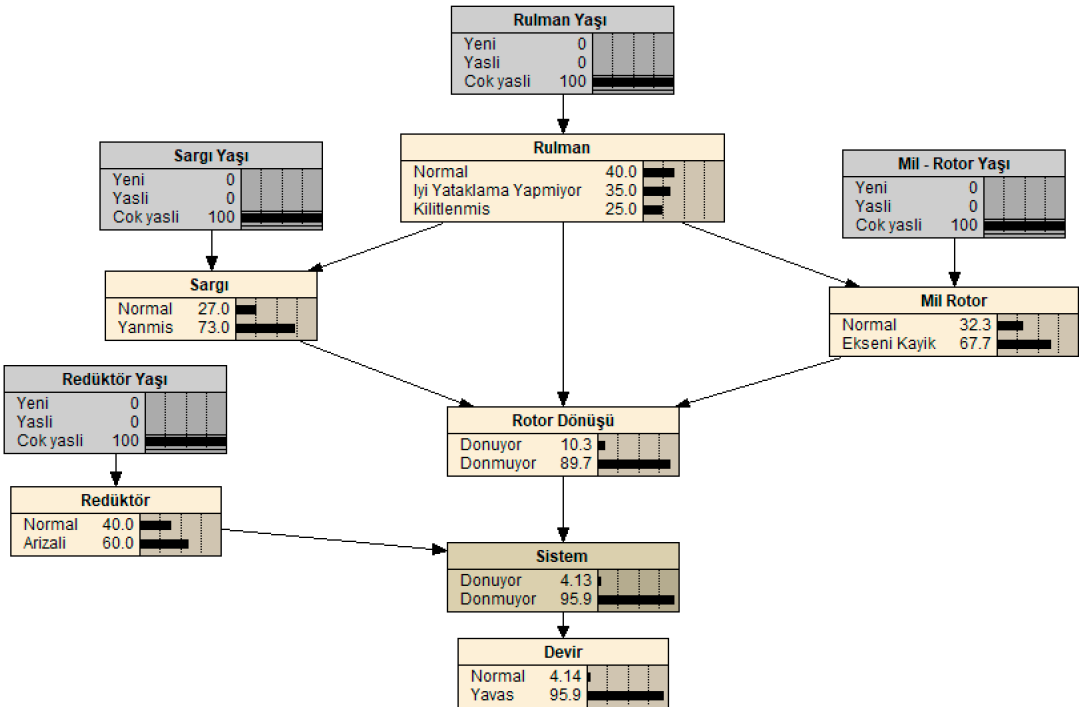 Rulman Yaşı
Yeni 0
Yasli 0
Cok yasli 100
Rulman
Normal 40.0
Iyi Yataklama Yapmiyor 35.0
Kilitlenmis 25.0
Sargı Yaşı
Yeni 0
Yasli 0
Cok yasli 100
Mil - Rotor Yaşı
Yeni 0
Yasli 0
Cok yasli 100
Sargı
Normal 27.0
Yanmis 73.0
Mil Rotor
Normal 32.3
Ekseni Kayik 67.7
Redüktör Yaşı
Yeni 0
Yasli 0
Cok yasli 100
Rotor Dönüşü
Donuyor 10.3
Donmuyor 89.7
Redüktör
Normal 40.0
Arizali 60.0
Sistem
Donuyor 4.13
Donmuyor 95.9
Devir
Normal 4.14
Yavas 95.9